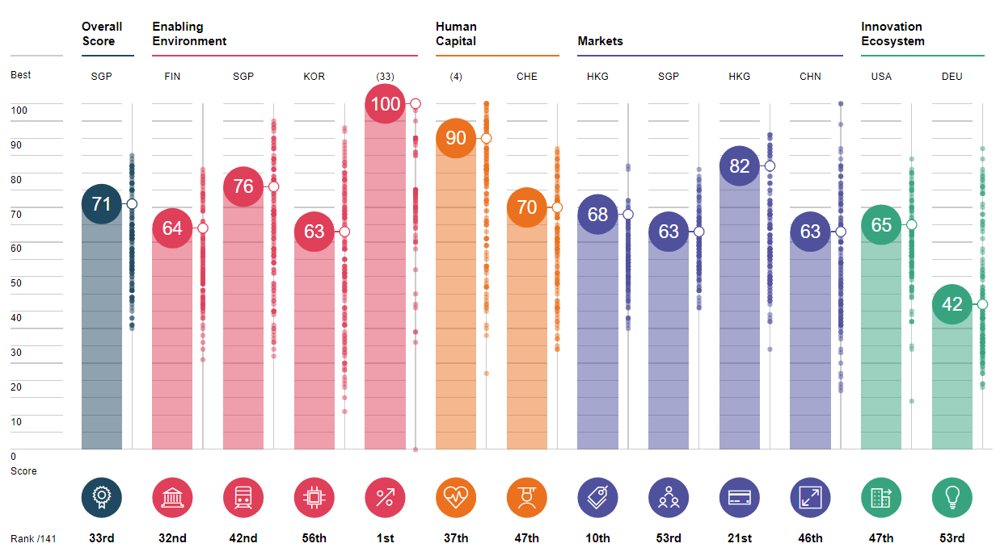 Overall Score
Enabling Environment
Human Capital
Markets
Innovation Ecosystem
Best SGP FIN SGP KOR (33) (4) CHE HKG SGP HKG CHN USA DEU
100
90
80
70
60
50
40
30
20
10
0
Score
71 64 76 63 100 90 70 68 63 82 63 65 42
Rank /141 33rd 32nd 42nd 56th 1st 37th 47th 10th 53rd 21st 46th 47th 53rd